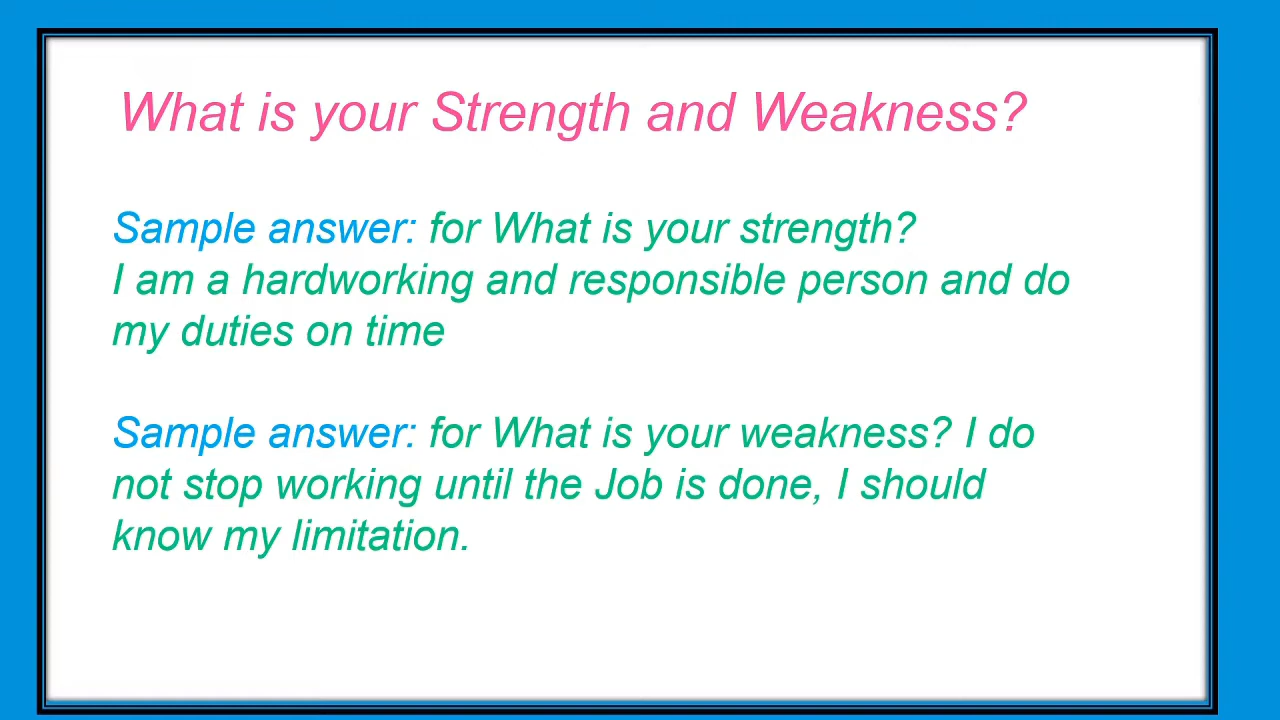 What is your Strength and Weakness?
Sample answer: for What is your strength?
I am a hardworking and responsible person and do
my duties on time
Sample answer: for What is your weakness? I do
not stop working until the Job is done, I should
know my limitation.